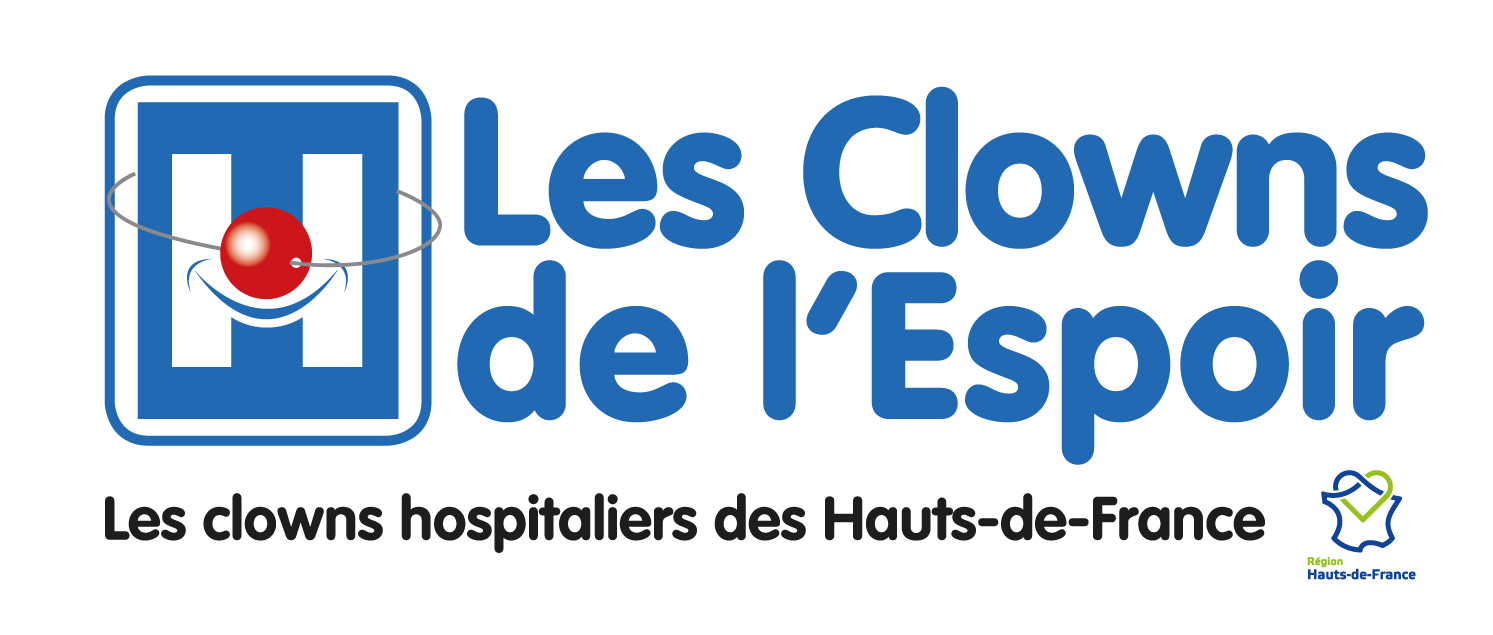 H
Les Clowns
de l'Espoir
Les clowns hospitaliers des Hauts-de-France
Région
Hauts-de-France